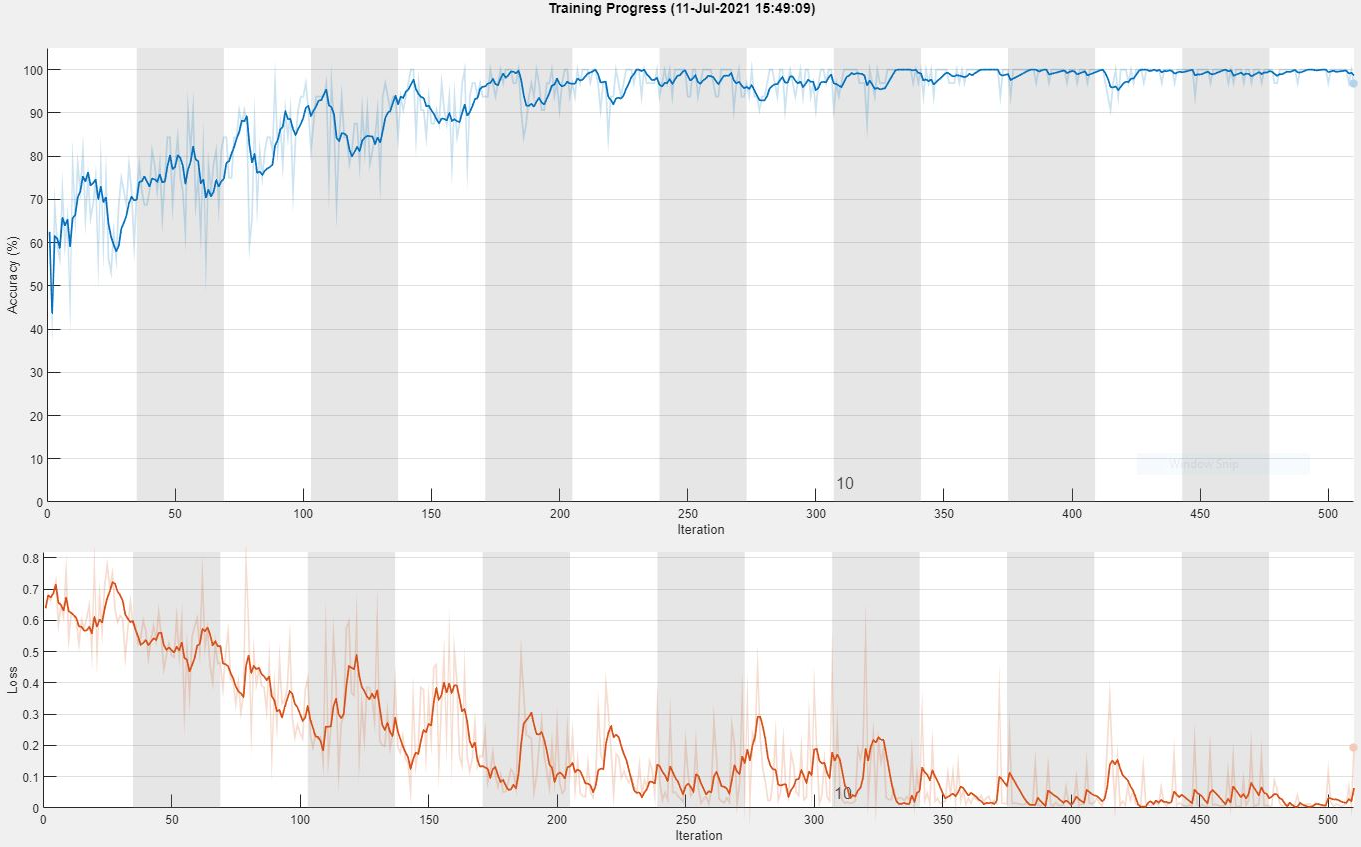 Training Progress (11-Jul-2021 15:49:09)
100
90
80
70
60
50
40
30
20
10
0
Accuracy (%)
10
Window Snip
0 50 100 150 200 250 300 350 400 450 500
Iteration
0.8
0.7
0.6
0.5
0.4
0.3
0.2
0.1
0
Loss
10
0 50 100 150 200 250 300 350 400 450 500
Iteration